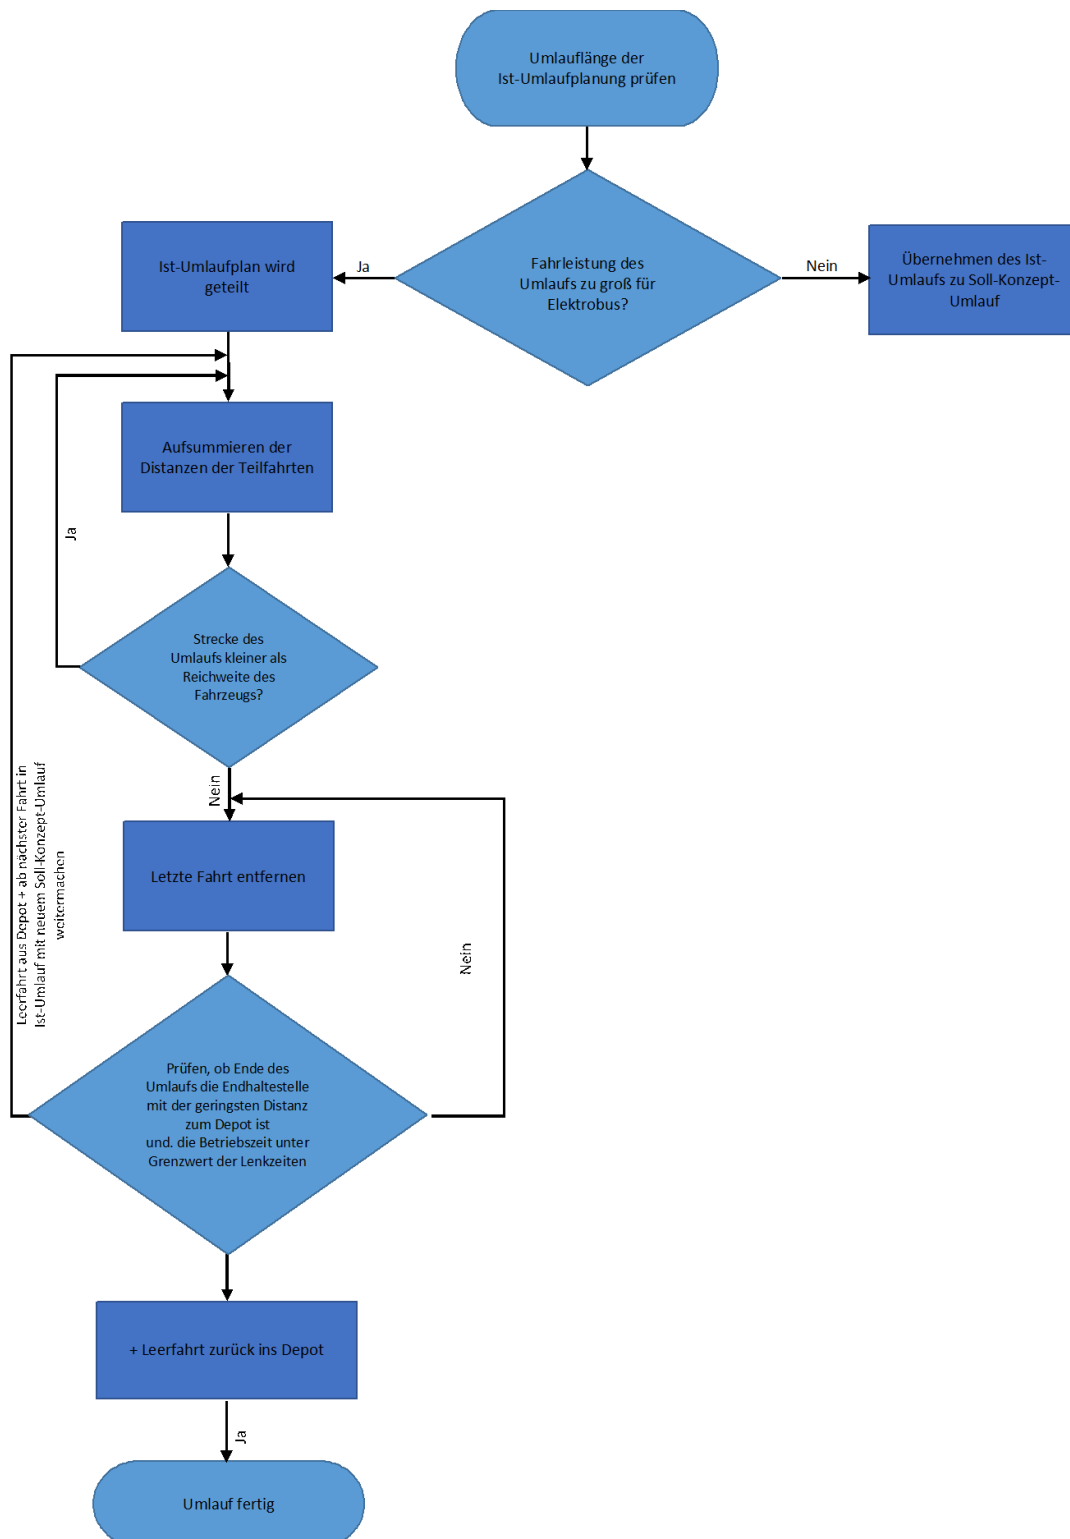 Umlauflänge der
Ist-Umlaufplanung prüfen
Fahrleistung des
Umlaufs zu groß für
Elektrobus?
Ja
Nein
Ist-Umlaufplan wird
geteilt
Übernehmen des Ist-
Umlaufs zu Soll-Konzept-
Umlauf
Aufsummieren der
Distanzen der Teilfahrten
Ja
Strecke des
Umlaufs kleiner als
Reichweite des
Fahrzeugs?
Nein
Leerfahrt aus Depot + ab nächster Fahrt in
Ist-Umlauf mit neuem Soll-Konzept-Umlauf
weitermachen
Letzte Fahrt entfernen
Nein
Prüfen, ob Ende des
Umlaufs die Endhaltestelle
mit der geringsten Distanz
zum Depot ist
und. die Betriebszeit unter
Grenzwert der Lenkzeiten
+ Leerfahrt zurück ins Depot
Ja
Umlauf fertig